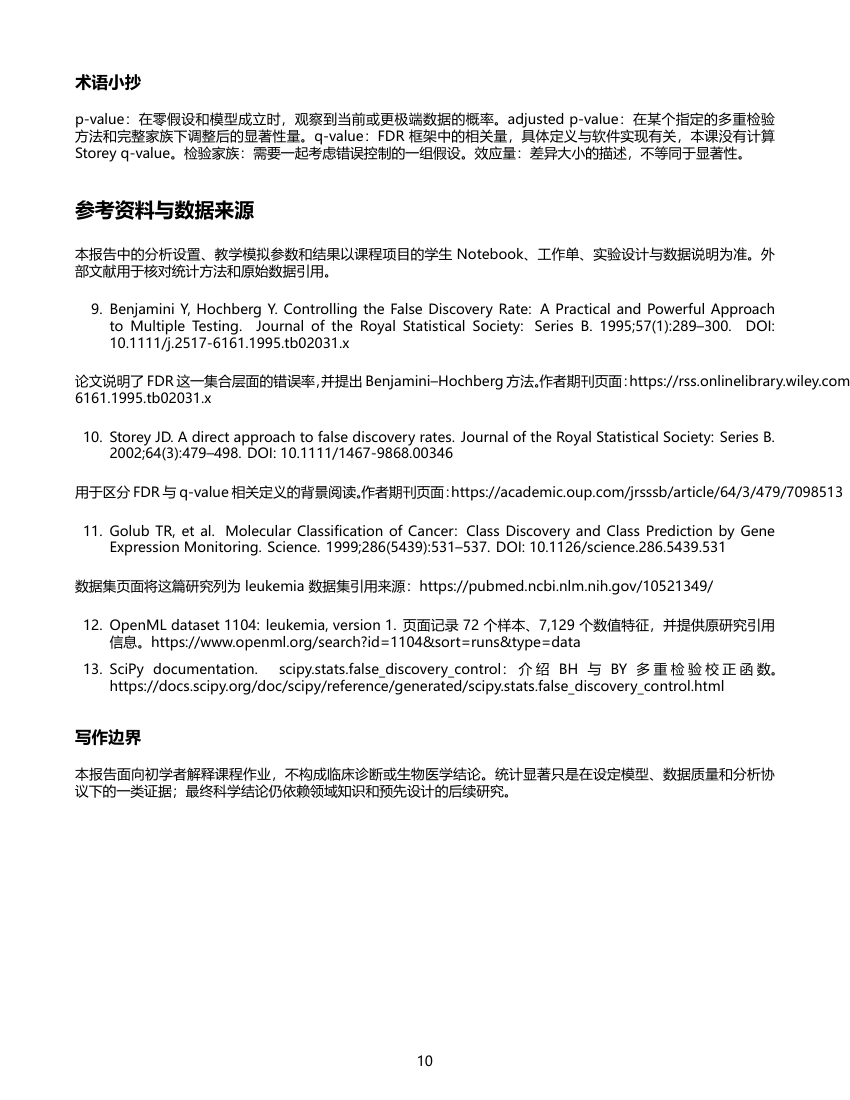 术语小抄
p-value：在零假设和模型成立时，观察到当前或更极端数据的概率。adjusted p-value：在某个指定的多重检验
方法和完整家族下调整后的显著性量。q-value：FDR 框架中的相关量，具体定义与软件实现有关，本课没有计算
Storey q-value。检验家族：需要一起考虑错误控制的一组假设。效应量：差异大小的描述，不等同于显著性。
参考资料与数据来源
本报告中的分析设置、教学模拟参数和结果以课程项目的学生 Notebook、工作单、实验设计与数据说明为准。外
部文献用于核对统计方法和原始数据引用。
9. Benjamini Y, Hochberg Y. Controlling the False Discovery Rate: A Practical and Powerful Approach
to Multiple Testing. Journal of the Royal Statistical Society: Series B. 1995;57(1):289–300. DOI:
10.1111/j.2517-6161.1995.tb02031.x
论文说明了 FDR 这一集合层面的错误率，并提出 Benjamini–Hochberg 方法。作者期刊页面：https://rss.onlinelibrary.wiley.com
6161.1995.tb02031.x
10. Storey JD. A direct approach to false discovery rates. Journal of the Royal Statistical Society: Series B.
2002;64(3):479–498. DOI: 10.1111/1467-9868.00346
用于区分 FDR 与 q-value 相关定义的背景阅读。作者期刊页面：https://academic.oup.com/jrsssb/article/64/3/479/7098513
11. Golub TR, et al. Molecular Classification of Cancer: Class Discovery and Class Prediction by Gene
Expression Monitoring. Science. 1999;286(5439):531–537. DOI: 10.1126/science.286.5439.531
数据集页面将这篇研究列为 leukemia 数据集引用来源：https://pubmed.ncbi.nlm.nih.gov/10521349/
12. OpenML dataset 1104: leukemia, version 1. 页面记录 72 个样本、7,129 个数值特征，并提供原研究引用
信息。https://www.openml.org/search?id=1104&sort=runs&type=data
13. SciPy documentation. scipy.stats.false_discovery_control：介绍 BH 与 BY 多重检验校正函数。
https://docs.scipy.org/doc/scipy/reference/generated/scipy.stats.false_discovery_control.html
写作边界
本报告面向初学者解释课程作业，不构成临床诊断或生物医学结论。统计显著只是在设定模型、数据质量和分析协
议下的一类证据；最终科学结论仍依赖领域知识和预先设计的后续研究。
10